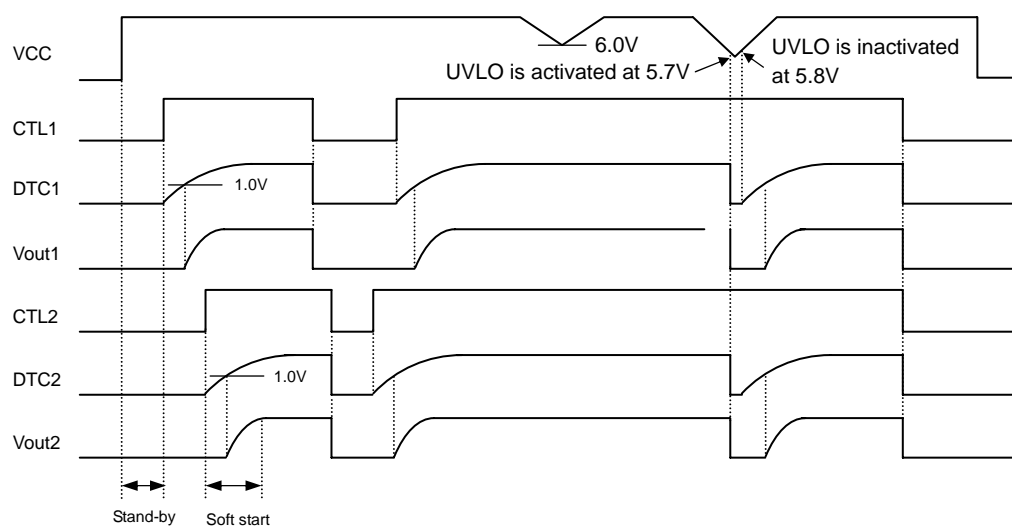 VCC
6.0V
UVLO is activated at 5.7V
UVLO is inactivated
at 5.8V
CTL1
DTC1
1.0V
Vout1
CTL2
DTC2
1.0V
Vout2
Stand-by
Soft start